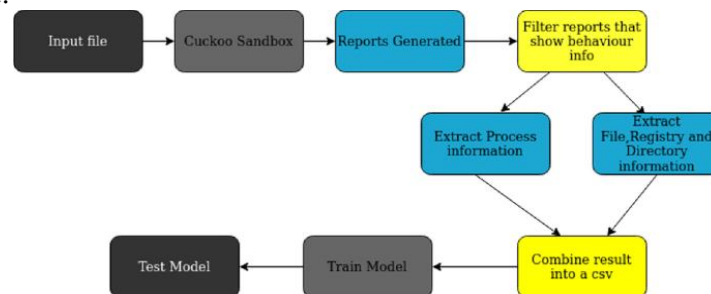 Input file
Cuckoo Sandbox
Reports Generated
Filter reports that
show behaviour
info
Extract Process
information
Extract
File,Registry and
Directory
information
Combine result
into a csv
Train Model
Test Model